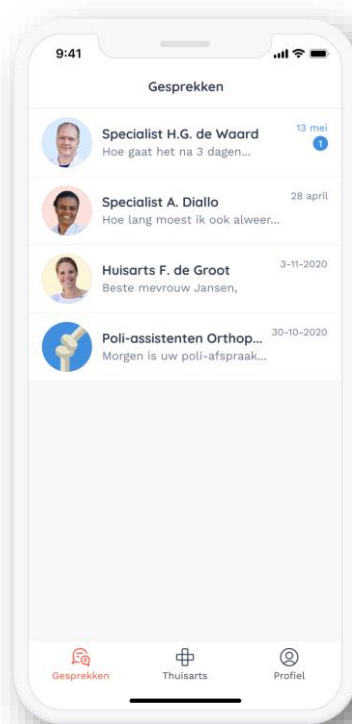 9:41
Gesprekken
Specialist H.G. de Waard
13 mei
Hoe gaat het na 3 dagen...
1
Specialist A. Diallo
28 april
Hoe lang moest ik ook alweer...
Huisarts F. de Groot
3-11-2020
Beste mevrouw Jansen,
Poli-assistenten Orthop...
30-10-2020
Morgen is uw poli-afspraak...
Gesprekken
Thuisarts
Profiel